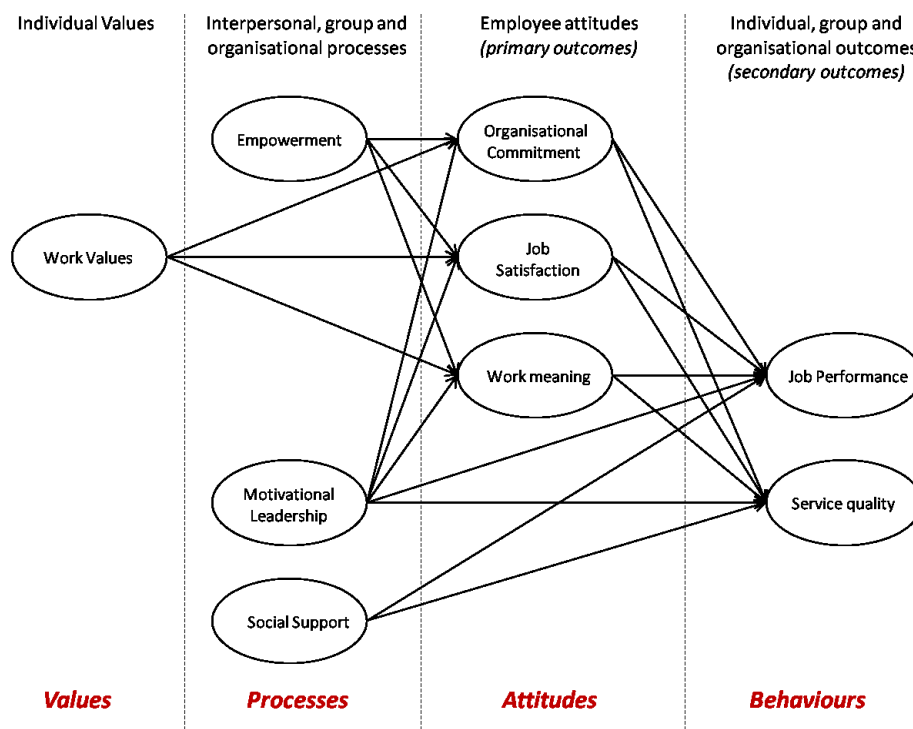 Individual Values
Interpersonal, group and
organisational processes
Employee attitudes
(primary outcomes)
Individual, group and
organisational outcomes
(secondary outcomes)
Empowerment
Organisational
Commitment
Work Values
Job
Satisfaction
Work meaning
Job Performance
Motivational
Leadership
Service quality
Social Support
Values
Processes
Attitudes
Behaviours